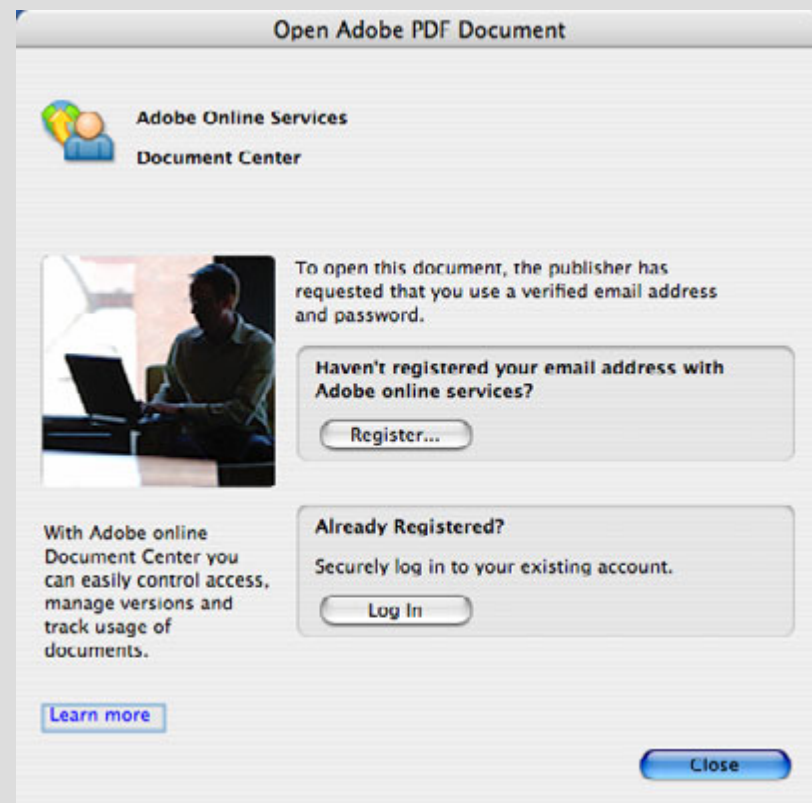 Open Adobe PDF Document
Adobe Online Services
Document Center
To open this document, the publisher has
requested that you use a verified email address
and password.
Haven't registered your email address with
Adobe online services?
Register...
With Adobe online
Document Center you
can easily control access,
manage versions and
track usage of
documents.
Already Registered?
Securely log in to your existing account.
Log In
Learn more
Close